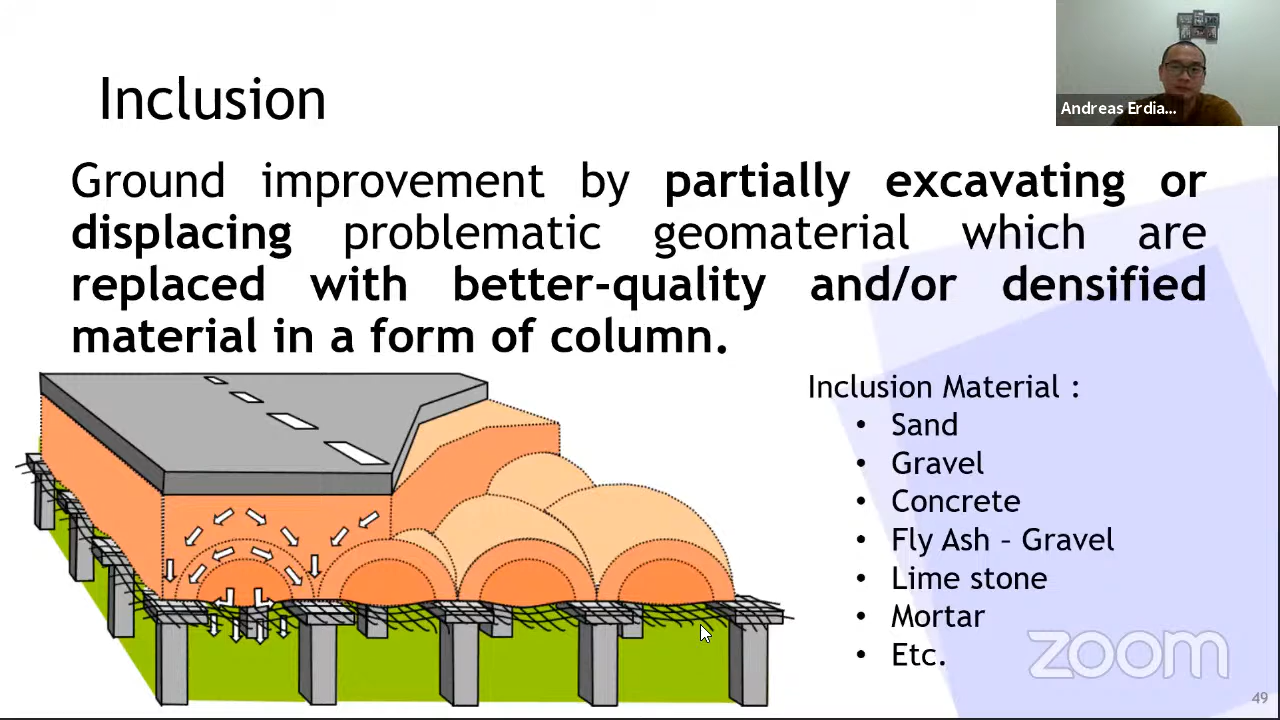 Inclusion
Andreas Erdia...
Ground improvement by partially excavating or
displacing problematic geomaterial which are
replaced with better-quality and/or densified
material in a form of column.
Inclusion Material :
• Sand
• Gravel
• Concrete
• Fly Ash – Gravel
• Lime stone
• Mortar
• Etc.
zoom
49